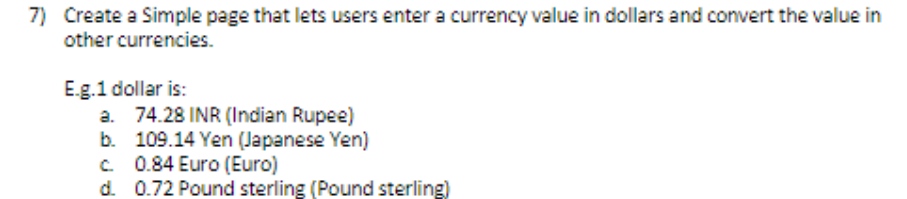 7) Create a Simple page that lets users enter a currency value in dollars and convert the value in
other currencies.
E.g.1 dollar is:
a. 74.28 INR (Indian Rupee)
b. 109.14 Yen (Japanese Yen)
c. 0.84 Euro (Euro)
d. 0.72 Pound sterling (Pound sterling)